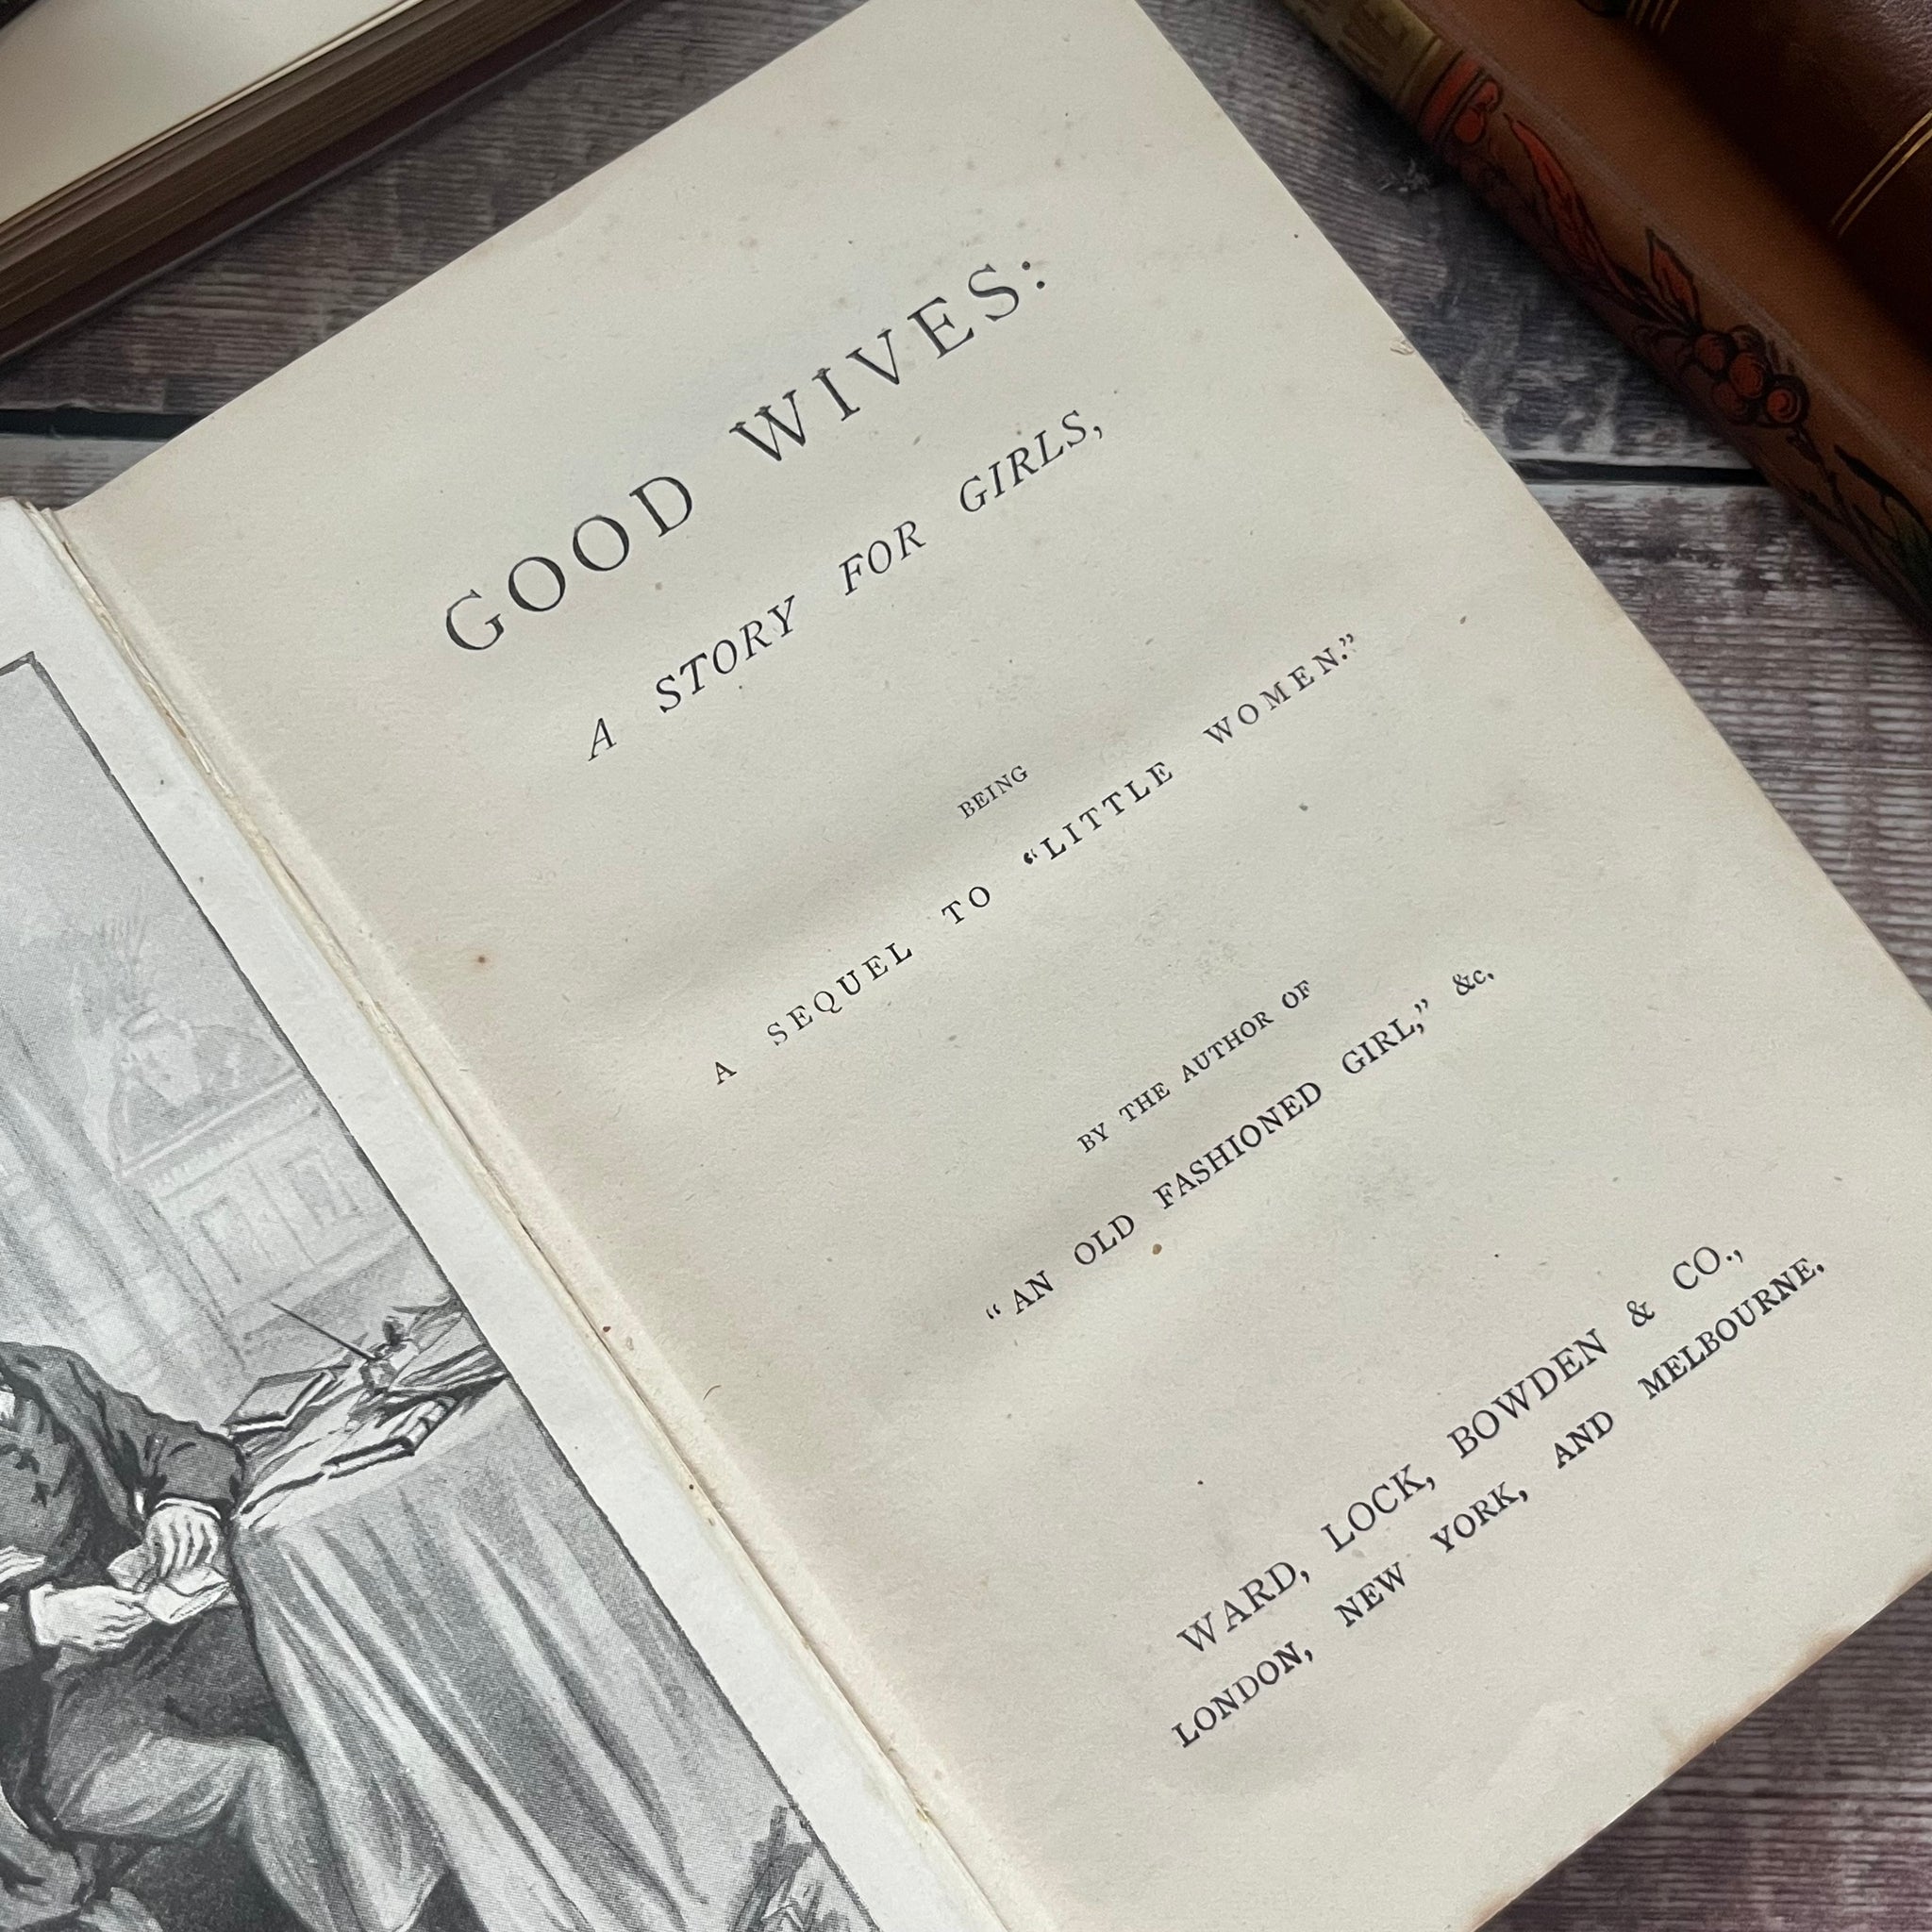 GOOD WIVES:
A STORY FOR GIRLS,
BEING
A SEQUEL TO “LITTLE WOMEN.”
BY THE AUTHOR OF
“AN OLD FASHIONED GIRL,” &c.
WARD, LOCK, BOWDEN & CO.,
LONDON, NEW YORK, AND MELBOURNE.